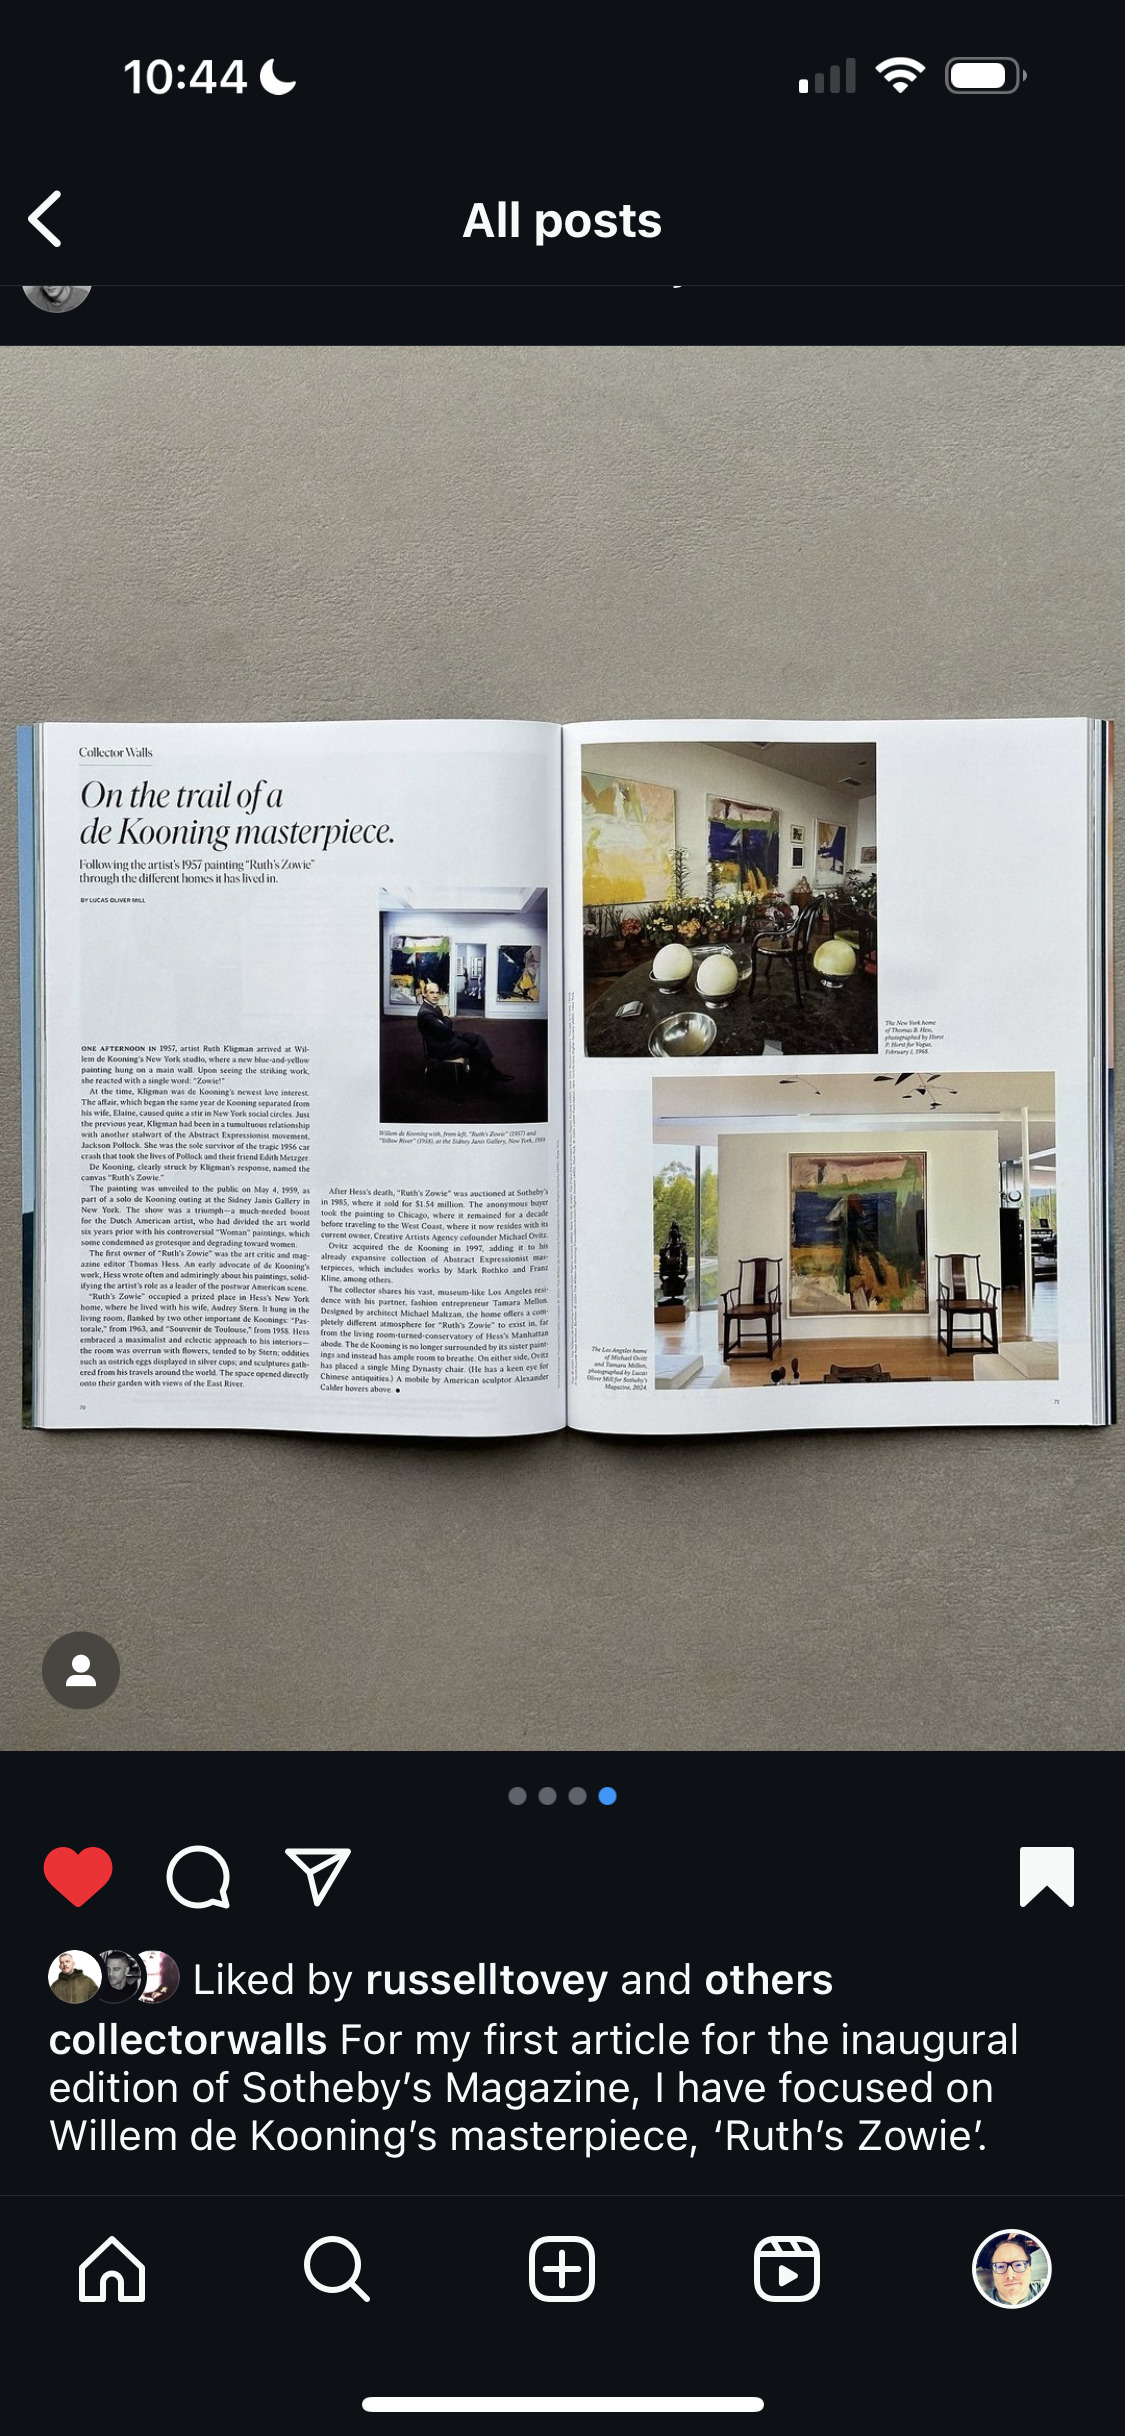 10:44
All posts
Collector Walls
On the trail of a
de Kooning masterpiece.
Following the artist's 1957 painting "Ruth's Zowie"
through the different homes it has lived in.
BY LUCAS OLIVER MILL
ONE AFTERNOON IN 1957, artist Ruth Kligman arrived at Wil-
lem de Kooning's New York studio, where a new blue-and-yellow
painting hung on a main wall. Upon seeing the striking work,
she reacted with a single word: "Zowie!"
At the time, Kligman was de Kooning's newest love interest.
The affair, which began the same year de Kooning separated from
his wife, Elaine, caused quite a stir in New York social circles. Just
the previous year, Kligman had been in a tumultuous relationship
with another stalwart of the Abstract Expressionist movement,
Jackson Pollock. She was the sole survivor of the tragic 1956 car
crash that took the lives of Pollock and their friend Edith Metzger.
De Kooning, clearly struck by Kligman's response, named the
canvas "Ruth's Zowie."
The painting was unveiled to the public on May 4, 1959, as
part of a solo de Kooning outing at the Sidney Janis Gallery in
New York. The show was a triumph—a much-needed boost
for the Dutch American artist, who had divided the art world
six years prior with his controversial "Woman" paintings, which
some condemned as grotesque and degrading toward women.
The first owner of "Ruth's Zowie" was the art critic and mag-
azine editor Thomas Hess. An early advocate of de Kooning's
work, Hess wrote often and admiringly about his paintings, solid-
ifying the artist's role as a leader of the postwar American scene.
"Ruth's Zowie" occupied a prized place in Hess's New York
home, where he lived with his wife, Audrey Stern. It hung in the
living room, flanked by two other important de Koonings: "Pas-
torale," from 1963, and "Souvenir de Toulouse," from 1958. Hess
embraced a maximalist and eclectic approach to his interiors—
the room was overrun with flowers, tended to by Stern; oddities
such as ostrich eggs displayed in silver cups; and sculptures gath-
ered from his travels around the world. The space opened directly
onto their garden with views of the East River.
70
Willem de Kooning with, from left, "Ruth's Zowie" (1957) and
"Yellow River" (1958), at the Sidney Janis Gallery, New York, 1959
After Hess's death, "Ruth's Zowie" was auctioned at Sotheby's
in 1985, where it sold for $1.54 million. The anonymous buyer
took the painting to Chicago, where it remained for a decade
before traveling to the West Coast, where it now resides with its
current owner, Creative Artists Agency cofounder Michael Ovitz.
Ovitz acquired the de Kooning in 1997, adding it to his
already expansive collection of Abstract Expressionist mas-
terpieces, which includes works by Mark Rothko and Franz
Kline, among others.
The collector shares his vast, museum-like Los Angeles resi-
dence with his partner, fashion entrepreneur Tamara Mellon.
Designed by architect Michael Maltzan, the home offers a com-
pletely different atmosphere for "Ruth's Zowie" to exist in, far
from the living room-turned-conservatory of Hess's Manhattan
abode. The de Kooning is no longer surrounded by its sister paint-
ings and instead has ample room to breathe. On either side, Ovitz
has placed a single Ming Dynasty chair. (He has a keen eye for
Chinese antiquities.) A mobile by American sculptor Alexander
Calder hovers above.
The New York home
of Thomas B. Hess,
photographed by Horst
P. Horst for Vogue,
February 1, 1968.
The Los Angeles home
of Michael Ovitz
and Tamara Mellon,
photographed by Lucas
Oliver Mill for Sotheby's
Magazine, 2024.
71
Liked by russelltovey and others
collectorwalls For my first article for the inaugural
edition of Sotheby's Magazine, I have focused on
Willem de Kooning's masterpiece, ‘Ruth's Zowie’.